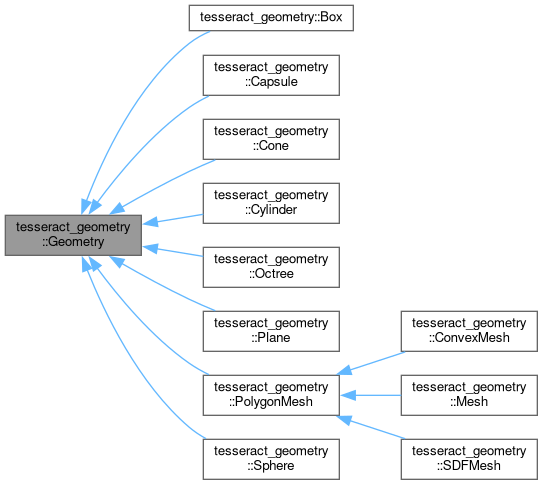 tesseract_geometry::Box
tesseract_geometry
::Capsule
tesseract_geometry
::Cone
tesseract_geometry
::Cylinder
tesseract_geometry
::Geometry
tesseract_geometry
::Octree
tesseract_geometry
::Plane
tesseract_geometry
::ConvexMesh
tesseract_geometry
::PolygonMesh
tesseract_geometry
::Mesh
tesseract_geometry
::Sphere
tesseract_geometry
::SDFMesh